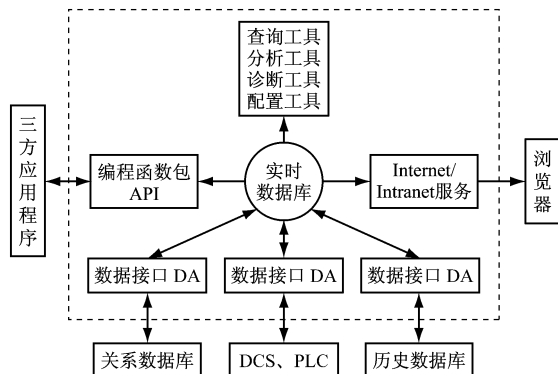 查询工具
分析工具
诊断工具
配置工具
三方应用程序
编程函数包
API
实时
数据库
Internet/
Intranet服务
浏览器
数据接口 DA
数据接口 DA
数据接口 DA
关系数据库
DCS、PLC
历史数据库